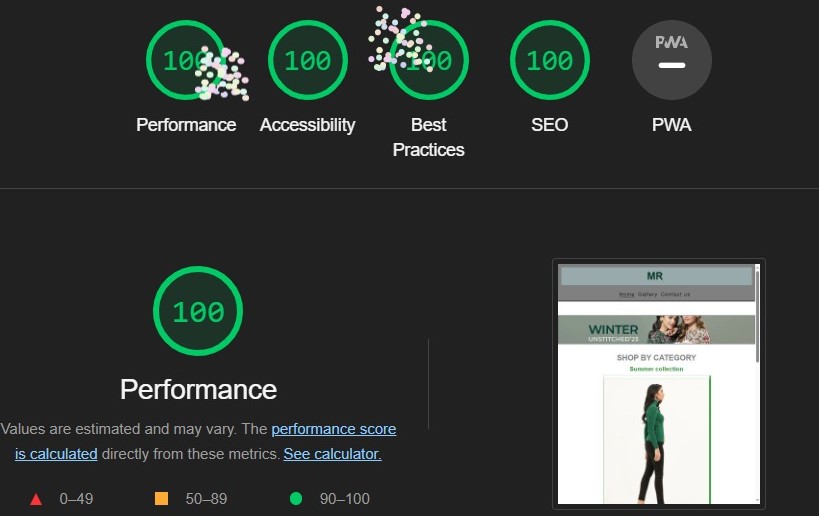 100 100 100 100 PWA
Performance Accessibility Best Practices SEO PWA
100
Performance
Values are estimated and may vary. The performance score
is calculated directly from these metrics. See calculator.
0–49 50–89 90–100
MR
Home Gallery Contact us
WINTER
UNSTITCHED'23
SHOP BY CATEGORY
Summer collection